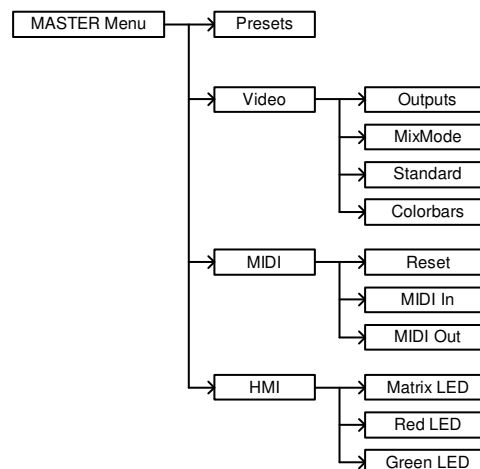 MASTER Menu
Presets
Video
Outputs
MixMode
Standard
Colorbars
MIDI
Reset
MIDI In
MIDI Out
HMI
Matrix LED
Red LED
Green LED